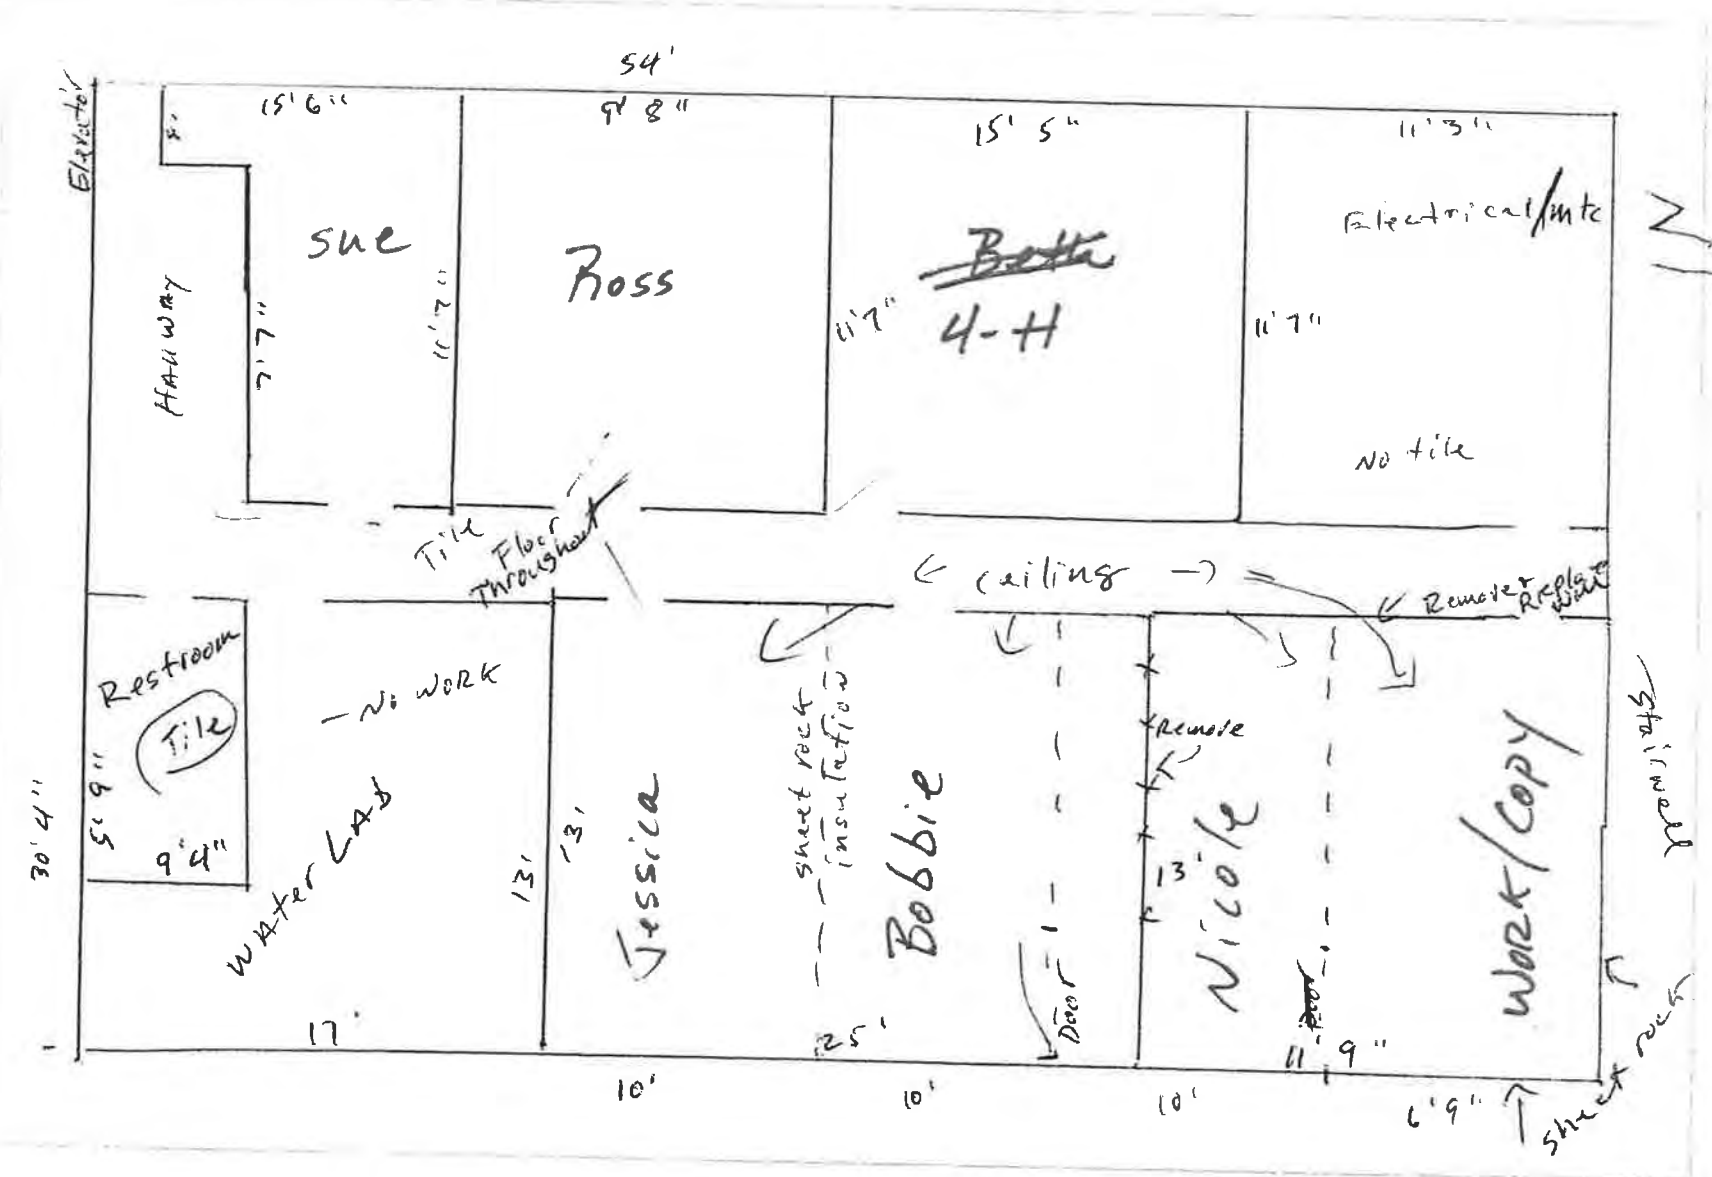 54'
Elevator
15' 6"
9' 8"
15' 5"
11' 3"
Sue
Ross
4-H
Electrical/mtc
N
Hallway
7' 7"
11' 7"
11' 7"
11' 7"
No tile
Tile
Floor
Throughout
← Ceiling →
Remove +
Replace
Restroom
Tile
5' 9"
9' 4"
- No WORK
WAter LAb
17'
13'
13'
Jessica
sheet rock
insulation
Bobbie
Door
Remove
13'
Nicole
WORK/COPY
Stairwell
30' 4"
25'
11' 9"
10'
10'
10'
6' 9"
sheet rock